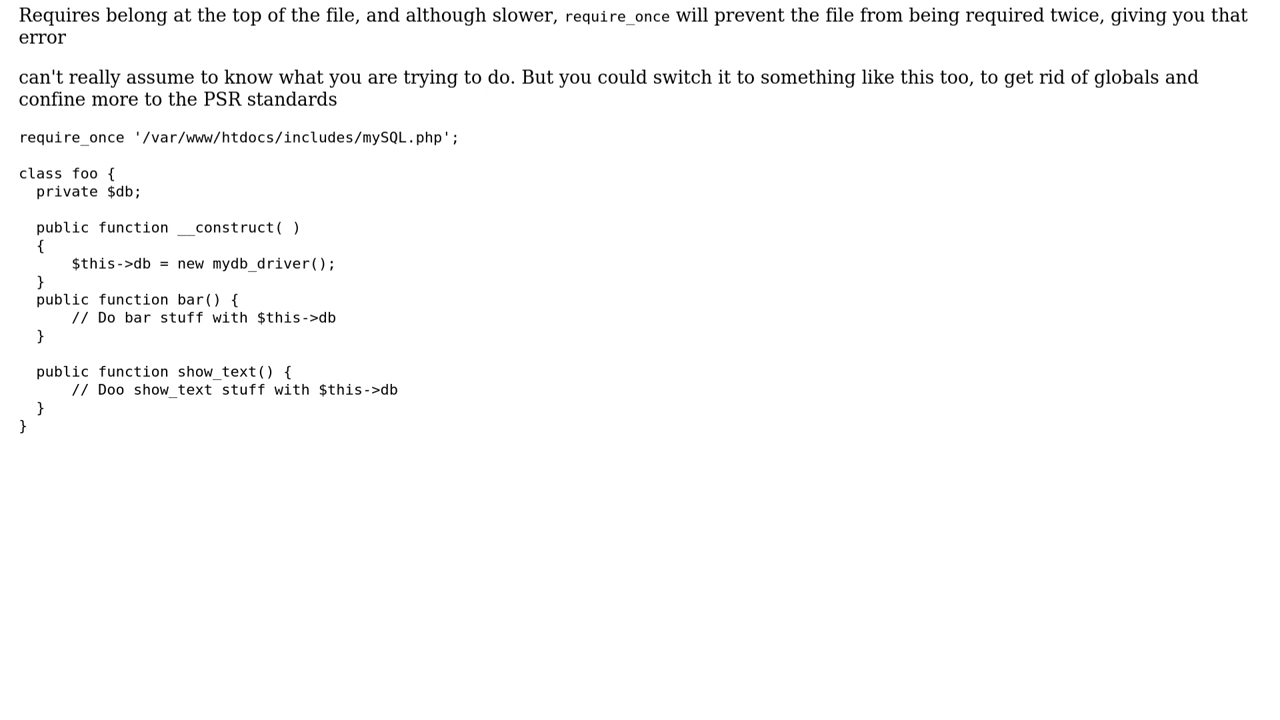 Requires belong at the top of the file, and although slower, require_once will prevent the file from being required twice, giving you that
error
can't really assume to know what you are trying to do. But you could switch it to something like this too, to get rid of globals and
confine more to the PSR standards
require_once '/var/www/htdocs/includes/mySQL.php';
class foo {
  private $db;
  public function __construct( )
  {
      $this->db = new mydb_driver();
  }
  public function bar() {
      // Do bar stuff with $this->db
  }
  public function show_text() {
      // Doo show_text stuff with $this->db
  }
}